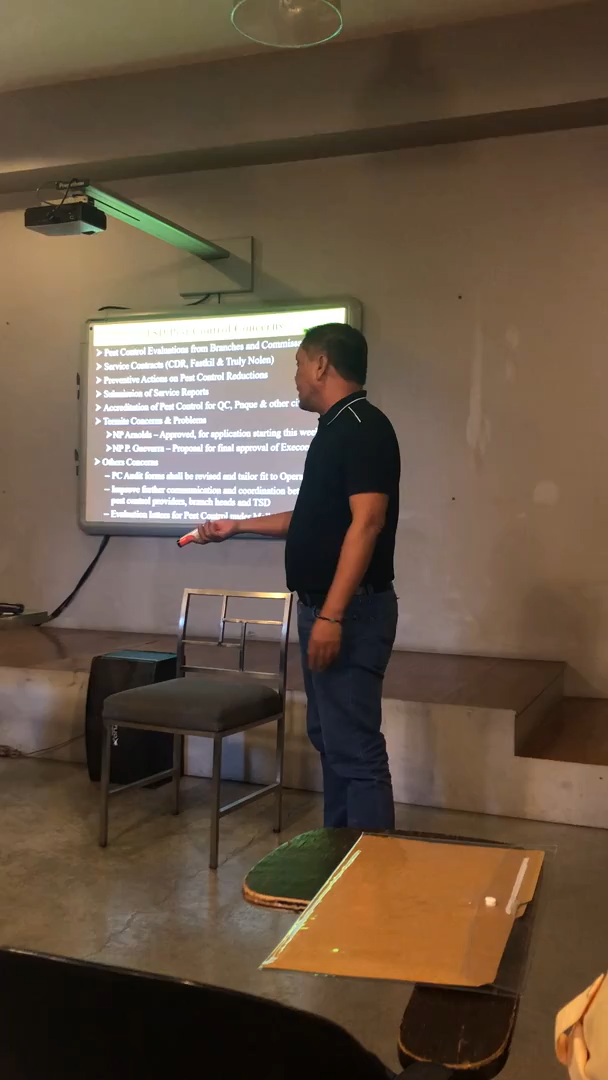 TSD Pest Control Concerns
➢ Pest Control Evaluations from Branches and Commissa
➢ Service Contracts (CDR, Fastkil & Truly Nolen)
➢ Preventive Actions on Pest Control Reductions
➢ Submission of Service Reports
➢ Accreditation of Pest Control for QC, Pnque & other ci
➢ Termite Concerns & Problems
➢ NP Arnolds – Approved, for application starting this wee
➢ NP P. Guevarra – Proposal for final approval of Execo
➢ Others Concerns
– PC Audit forms shall be revised and tailor fit to Opera
– Improve further communication and coordination be
pest control providers, branch heads and TSD
– Evaluation letters for Pest Control under